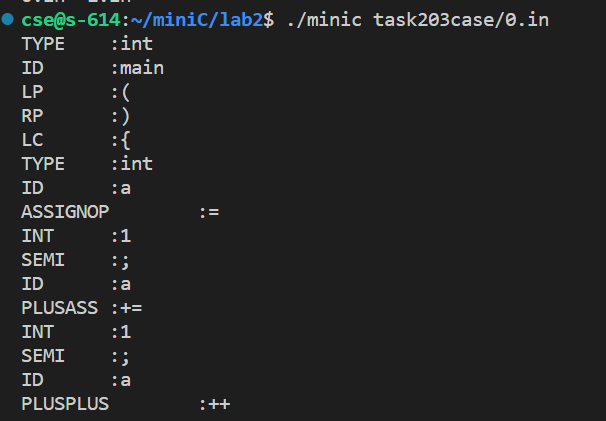 cse@s-614:~/miniC/lab2$ ./minic task203case/0.in
TYPE :int
ID :main
LP :(
RP :)
LC :{
TYPE :int
ID :a
ASSIGNOP :=
INT :1
SEMI :;
ID :a
PLUSASS :+=
INT :1
SEMI :;
ID :a
PLUSPLUS :++